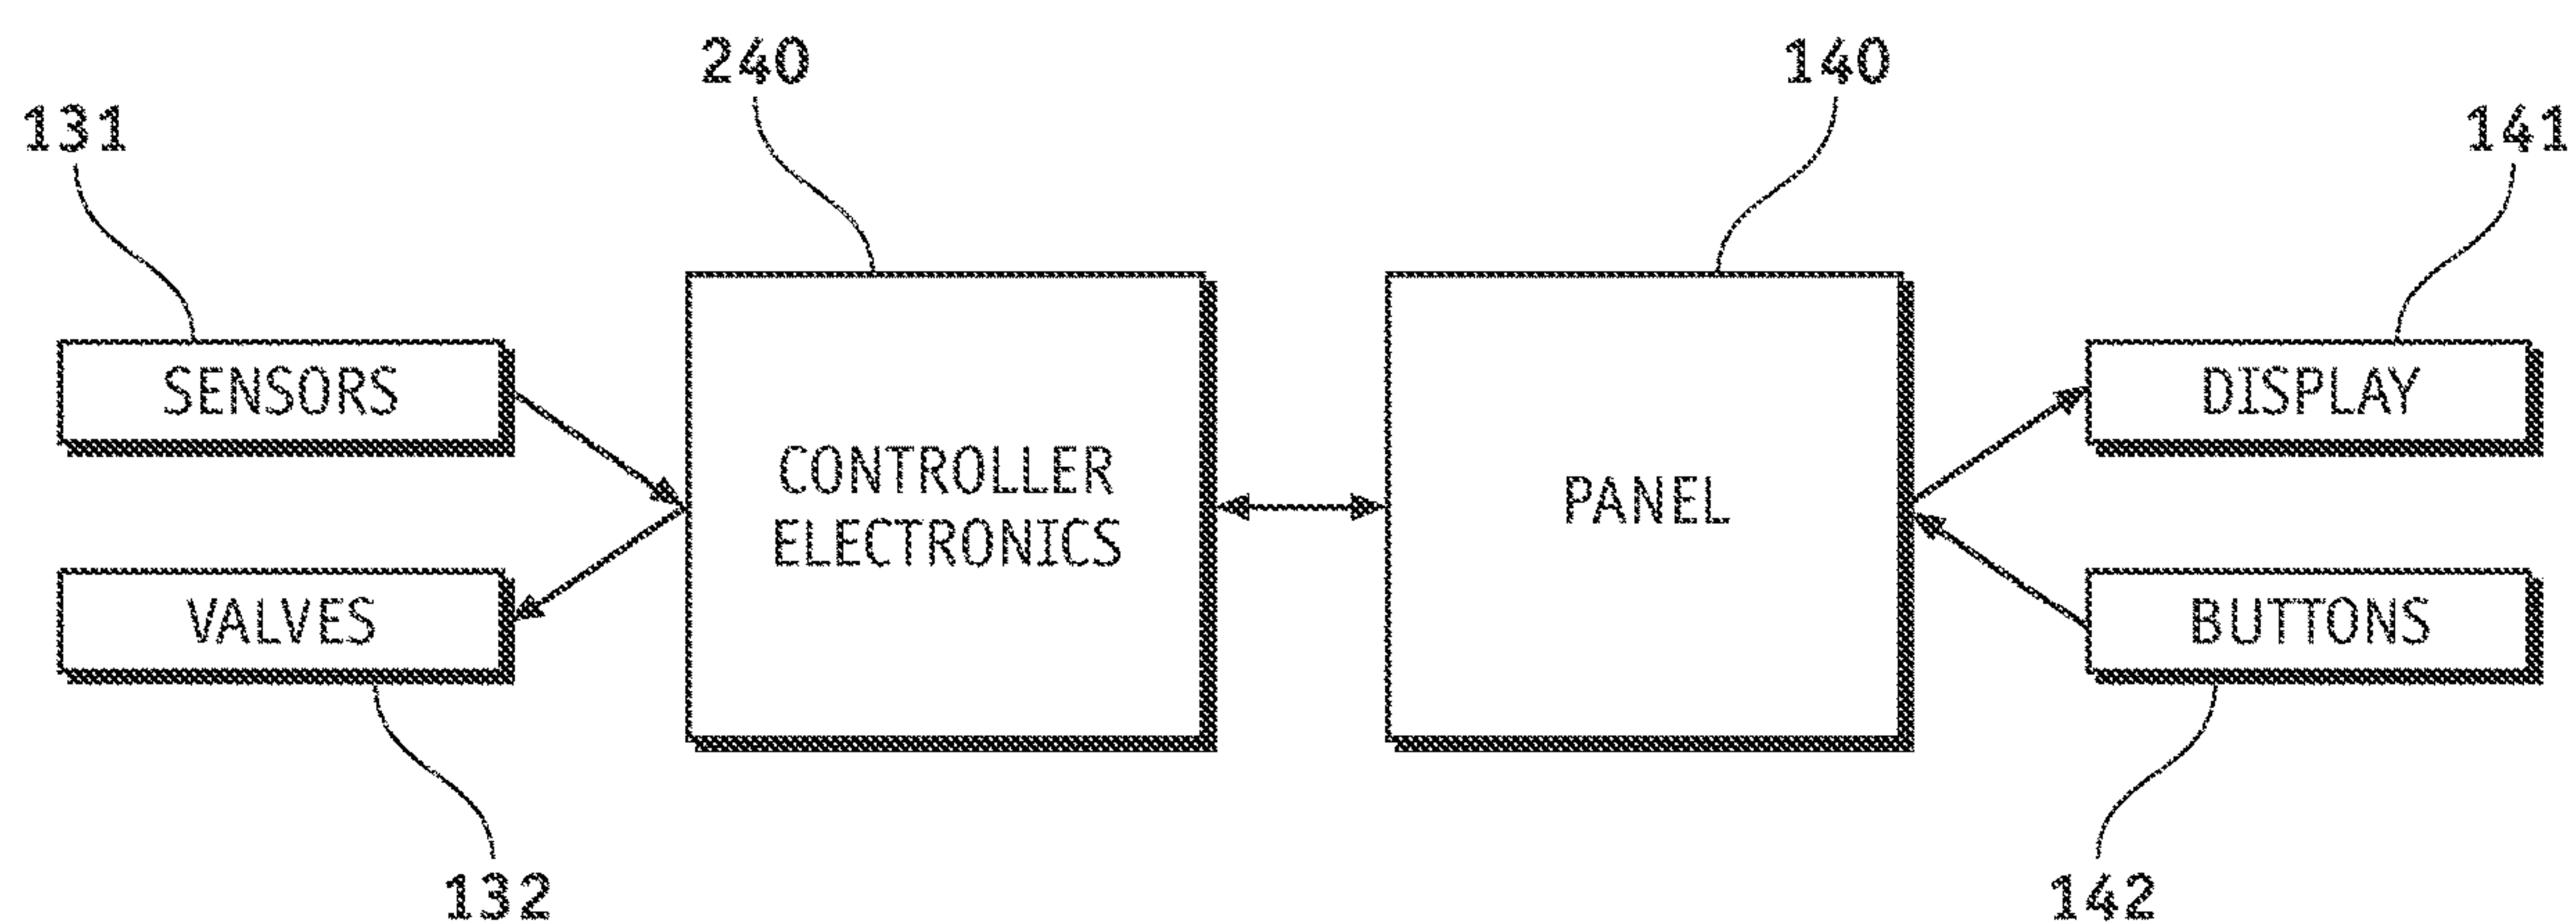 240
140
131
141
SENSORS
DISPLAY
CONTROLLER
ELECTRONICS
PANEL
VALVES
BUTTONS
132
142